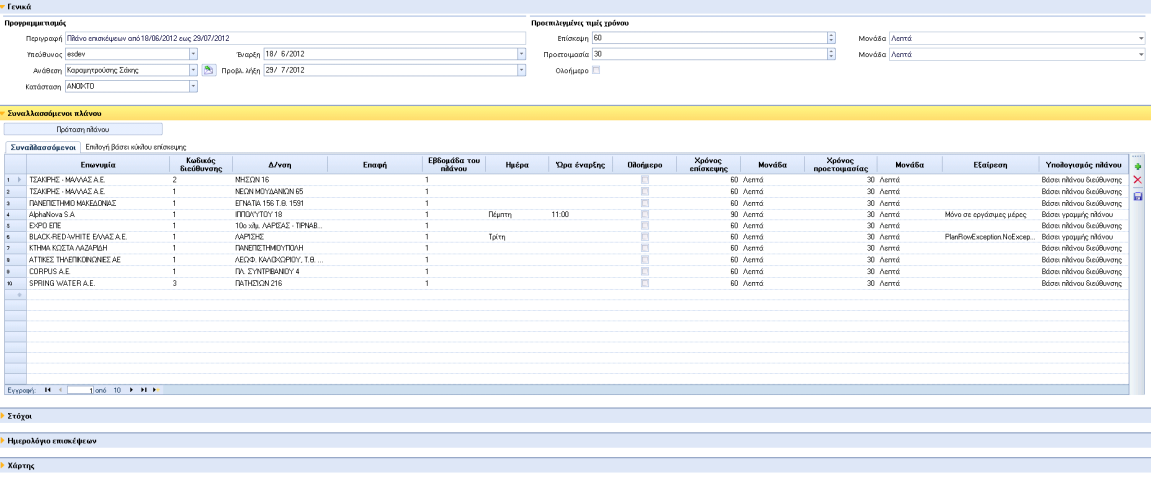 Γενικά
Προγραμματισμός
Προεπιλεγμένες τιμές χρόνου
Περιγραφή Πλάνο επισκέψεων από 18/06/2012 εως 29/07/2012
Επίσκεψη 60 Μονάδα Λεπτά
Υπεύθυνος esdev Έναρξη 18/ 6/2012
Προετοιμασία 30 Μονάδα Λεπτά
Ανάθεση Καραμητρούσης Σάκης Προβλ. λήξη 29/ 7/2012
Ολοήμερο
Κατάσταση ΑΝΟΙΧΤΟ
Συναλλασσόμενοι πλάνου
Πρόταση πλάνου
Συναλλασσόμενοι Επιλογή βάσει κύκλου επίσκεψης
Επωνυμία Κωδικός διεύθυνσης Δ/νση Επαφή Εβδομάδα του πλάνου Ημέρα Ώρα έναρξης Ολοήμερο Χρόνος επίσκεψης Μονάδα Χρόνος προετοιμασίας Μονάδα Εξαίρεση Υπολογισμός πλάνου
1 ΤΣΑΚΙΡΗΣ - ΜΑΛΛΑΣ Α.Ε. 2 ΝΉΣΩΝ 16 1 60 Λεπτά 30 Λεπτά Βάσει πλάνου διεύθυνσης
2 ΤΣΑΚΙΡΗΣ - ΜΑΛΛΑΣ Α.Ε. 1 ΝΕΩΝ ΜΟΥΔΑΝΙΩΝ 65 1 60 Λεπτά 30 Λεπτά Βάσει πλάνου διεύθυνσης
3 ΠΑΝΕΠΙΣΤΗΜΙΟ ΜΑΚΕΔΟΝΙΑΣ 1 ΕΓΝΑΤΙΑ 156 Τ.Θ. 1591 1 60 Λεπτά 30 Λεπτά Βάσει πλάνου διεύθυνσης
4 AlphaNova S.A 1 ΙΠΠΟΛΎΤΟΥ 18 1 Πέμπτη 11:00 90 Λεπτά 30 Λεπτά Μόνο σε εργάσιμες μέρες Βάσει γραμμής πλάνου
5 EXPO ΕΠΕ 1 10ο χλμ. ΛΑΡΙΣΑΣ - ΤΙΡΝΑΒ... 1 60 Λεπτά 30 Λεπτά Βάσει πλάνου διεύθυνσης
6 BLACK-RED-WHITE ΕΛΛΑΣ Α.Ε. 1 ΛΑΡΊΣΗΣ 1 Τρίτη 60 Λεπτά 30 Λεπτά PlanRowException.NoExcep... Βάσει γραμμής πλάνου
7 ΚΤΗΜΑ ΚΩΣΤΑ ΛΑΖΑΡΙΔΗ 1 ΠΑΝΕΠΙΣΤΗΜΙΟΥΠΟΛΗ 1 60 Λεπτά 30 Λεπτά Βάσει πλάνου διεύθυνσης
8 ΑΤΤΙΚΕΣ ΤΗΛΕΠΙΚΟΙΝΩΝΙΕΣ ΑΕ 1 ΛΕΩΦ. ΚΑΛΟΧΩΡΙΟΥ, Τ.Θ. ... 1 60 Λεπτά 30 Λεπτά Βάσει πλάνου διεύθυνσης
9 CORPUS Α.Ε. 1 ΠΛ. ΣΥΝΤΡΙΒΑΝΙΟΥ 4 1 60 Λεπτά 30 Λεπτά Βάσει πλάνου διεύθυνσης
10 SPRING WATER Α.Ε. 3 ΠΑΤΗΣΊΩΝ 216 1 60 Λεπτά 30 Λεπτά Βάσει πλάνου διεύθυνσης
Εγγραφή: 1 από 10
Στόχοι
Ημερολόγιο επισκέψεων
Χάρτης